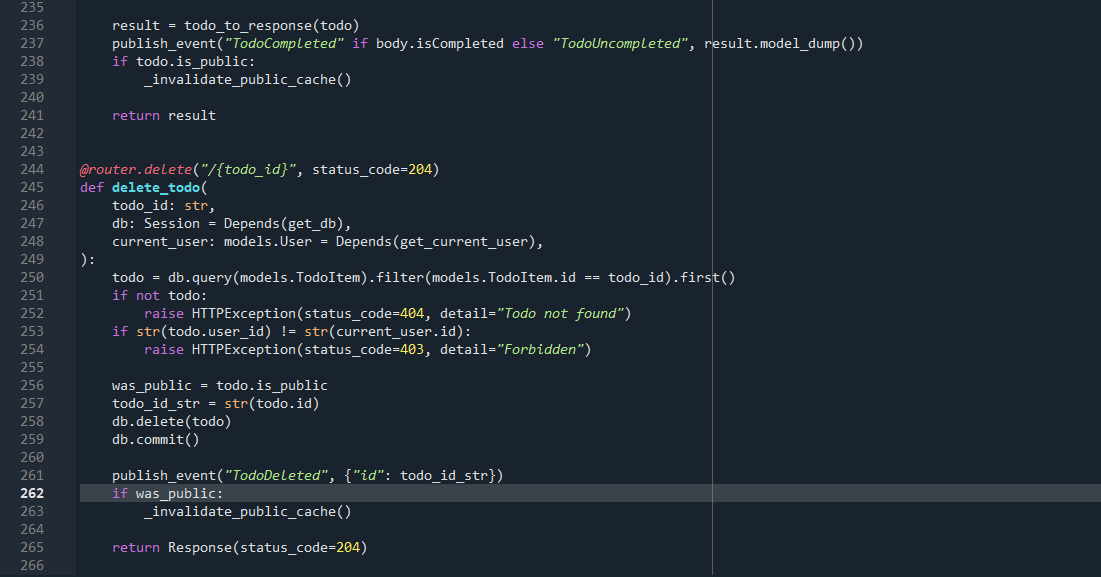 235
236     result = todo_to_response(todo)
237     publish_event("TodoCompleted" if body.isCompleted else "TodoUncompleted", result.model_dump())
238     if todo.is_public:
239         _invalidate_public_cache()
240
241     return result
242
243
244 @router.delete("/{todo_id}", status_code=204)
245 def delete_todo(
246     todo_id: str,
247     db: Session = Depends(get_db),
248     current_user: models.User = Depends(get_current_user),
249 ):
250     todo = db.query(models.TodoItem).filter(models.TodoItem.id == todo_id).first()
251     if not todo:
252         raise HTTPException(status_code=404, detail="Todo not found")
253     if str(todo.user_id) != str(current_user.id):
254         raise HTTPException(status_code=403, detail="Forbidden")
255
256     was_public = todo.is_public
257     todo_id_str = str(todo.id)
258     db.delete(todo)
259     db.commit()
260
261     publish_event("TodoDeleted", {"id": todo_id_str})
262     if was_public:
263         _invalidate_public_cache()
264
265     return Response(status_code=204)
266